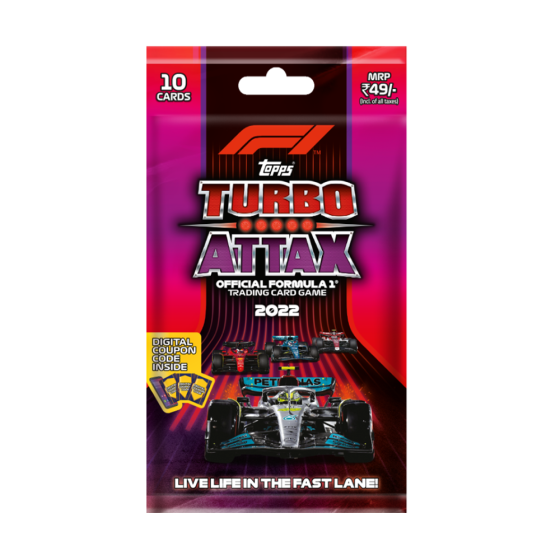 10
CARDS
MRP
₹49/-
(Incl. of all taxes)
F1
TM
Topps
TURBO
ATTAX
OFFICIAL FORMULA 1®
TRADING CARD GAME
2022
DIGITAL
COUPON
CODE
INSIDE
PETRONAS
LIVE LIFE IN THE FAST LANE!